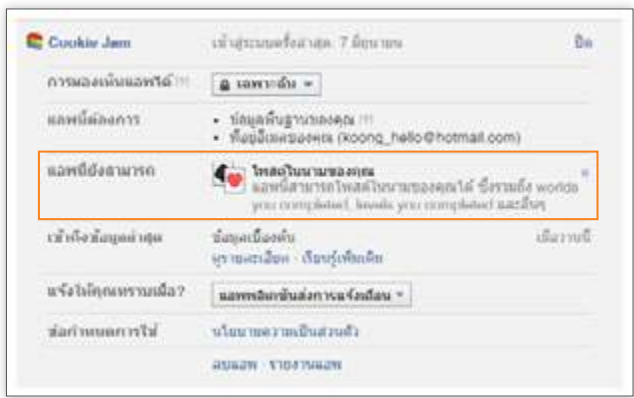 Cookie Jam เข้าสู่ระบบครั้งล่าสุด: 7 มิถุนายน ปิด
การมองเห็นแอพได้ [?] เฉพาะฉัน
แอพนี้ต้องการ • ข้อมูลพื้นฐานของคุณ [?]
• ที่อยู่อีเมลของคุณ (koong_hello@hotmail.com)
แอพนี้ยังสามารถ โพสต์ในนามของคุณ x
แอพนี้สามารถโพสต์ในนามของคุณได้ ซึ่งรวมถึง worlds
you completed, levels you completed และอื่นๆ
เข้าถึงข้อมูลล่าสุด ข้อมูลเบื้องต้น เมื่อวานนี้
ดูรายละเอียด · เรียนรู้เพิ่มเติม
แจ้งให้คุณทราบเมื่อ? แอพพลิเคชันส่งการแจ้งเตือน
ข้อกำหนดการใช้ นโยบายความเป็นส่วนตัว
ลบแอพ · รายงานแอพ